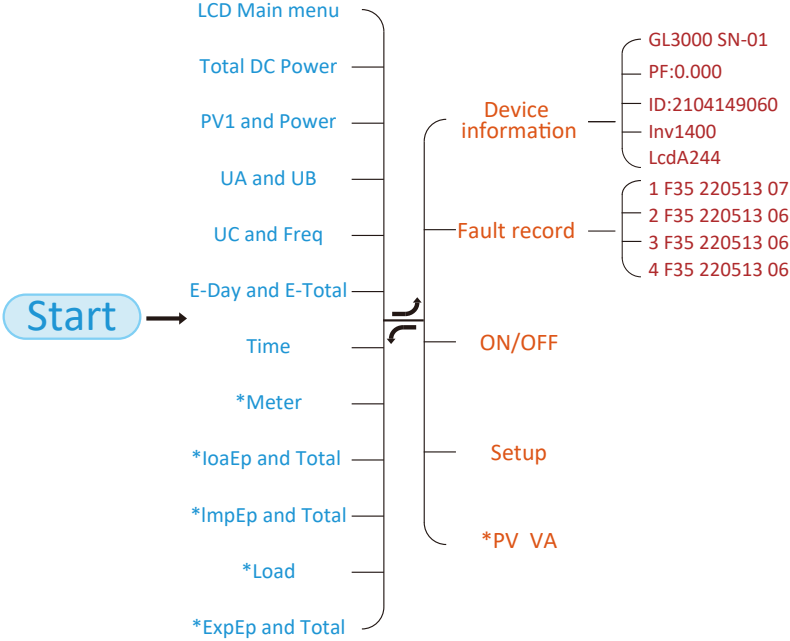 Start
LCD Main menu
Total DC Power
PV1 and Power
UA and UB
UC and Freq
E-Day and E-Total
Time
*Meter
*IoaEp and Total
*ImpEp and Total
*Load
*ExpEp and Total
Device
information
Fault record
ON/OFF
Setup
*PV VA
GL3000 SN-01
PF:0.000
ID:2104149060
Inv1400
LcdA244
1 F35 220513 07
2 F35 220513 06
3 F35 220513 06
4 F35 220513 06